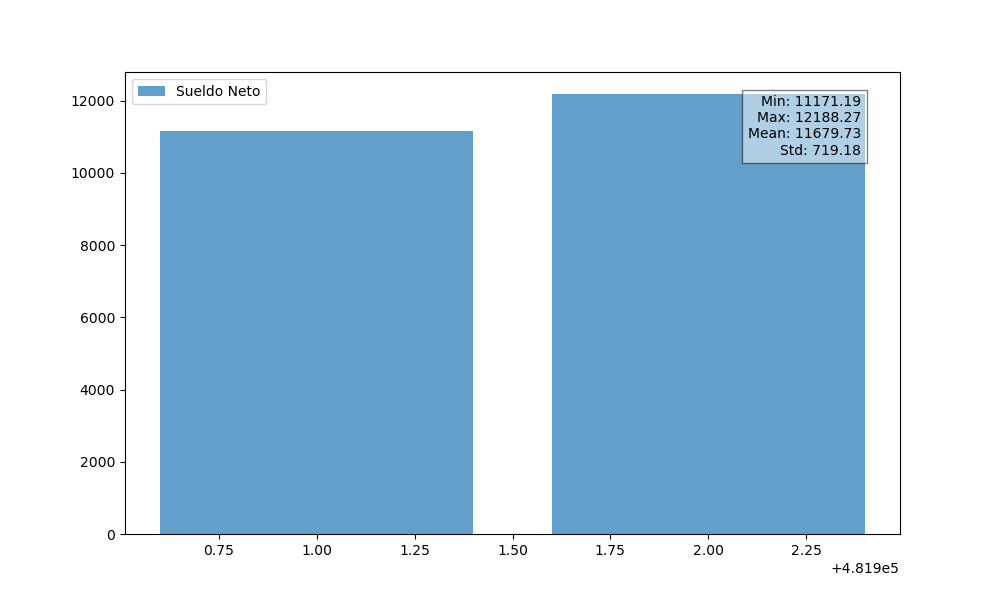 Sueldo Neto
Min: 11171.19
Max: 12188.27
Mean: 11679.73
Std: 719.18
12000
10000
8000
6000
4000
2000
0
0.75 1.00 1.25 1.50 1.75 2.00 2.25
+4.819e5